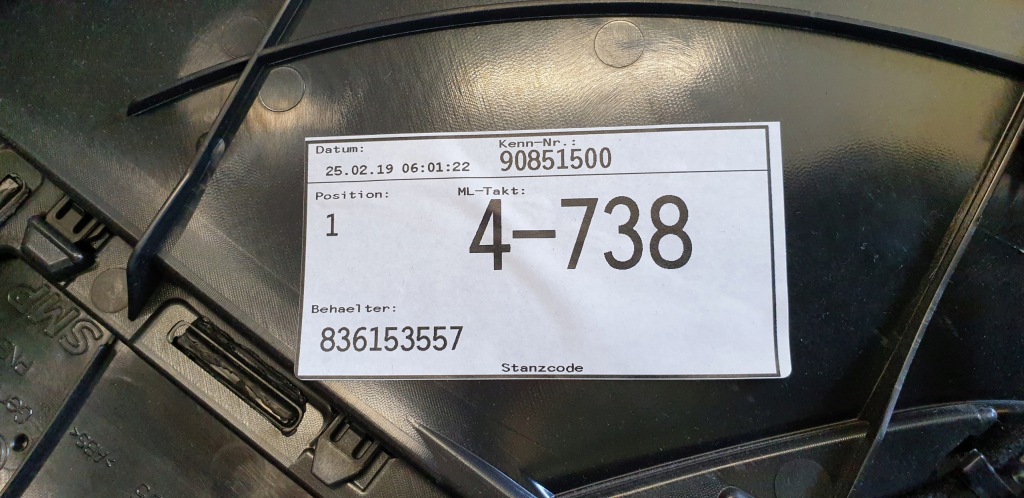 Datum: Kenn-Nr.:
25.02.19 06:01:22 90851500
Position: ML-Takt:
1 4-738
Behaelter:
836153557
Stanzcode
SMP
>ABS<